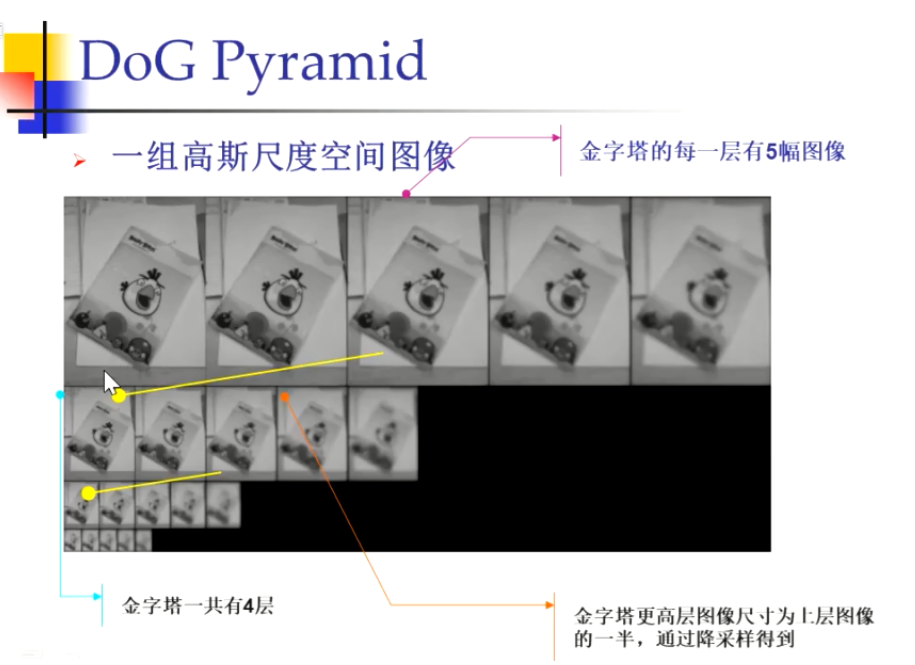 DoG Pyramid
一组高斯尺度空间图像
金字塔的每一层有5幅图像
金字塔一共有4层
金字塔更高层图像尺寸为上层图像
的一半，通过降采样得到